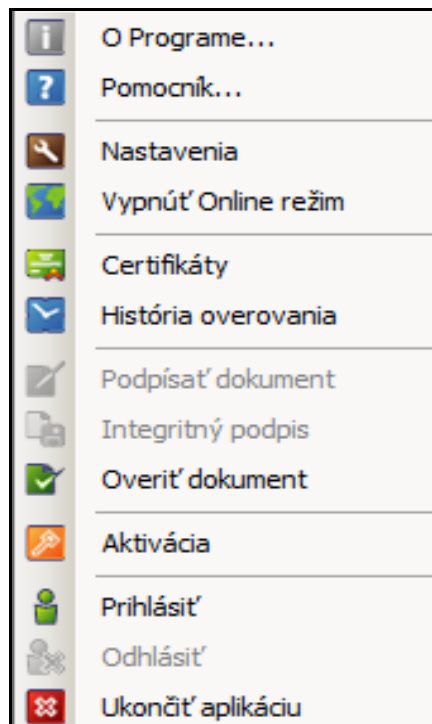 O Programe...
Pomocník...
Nastavenia
Vypnúť Online režim
Certifikáty
História overovania
Podpísať dokument
Integritný podpis
Overiť dokument
Aktivácia
Prihlásiť
Odhlásiť
Ukončiť aplikáciu